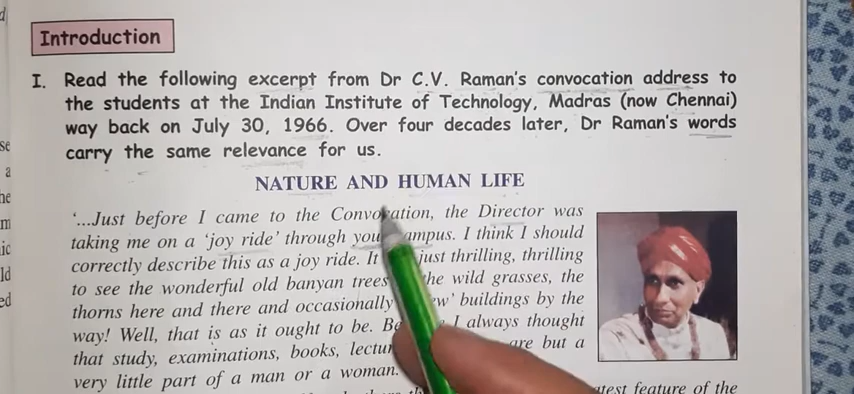 Introduction
I. Read the following excerpt from Dr C.V. Raman's convocation address to
the students at the Indian Institute of Technology, Madras (now Chennai)
way back on July 30, 1966. Over four decades later, Dr Raman's words
carry the same relevance for us.
NATURE AND HUMAN LIFE
'...Just before I came to the Convocation, the Director was
taking me on a 'joy ride' through campus. I think I should
correctly describe this as a joy ride. It just thrilling, thrilling
to see the wonderful old banyan trees the wild grasses, the
thorns here and there and occasionally buildings by the
way! Well, that is as it ought to be. I always thought
that study, examinations, books, are but a
very little part of a man or a woman.
feature of the